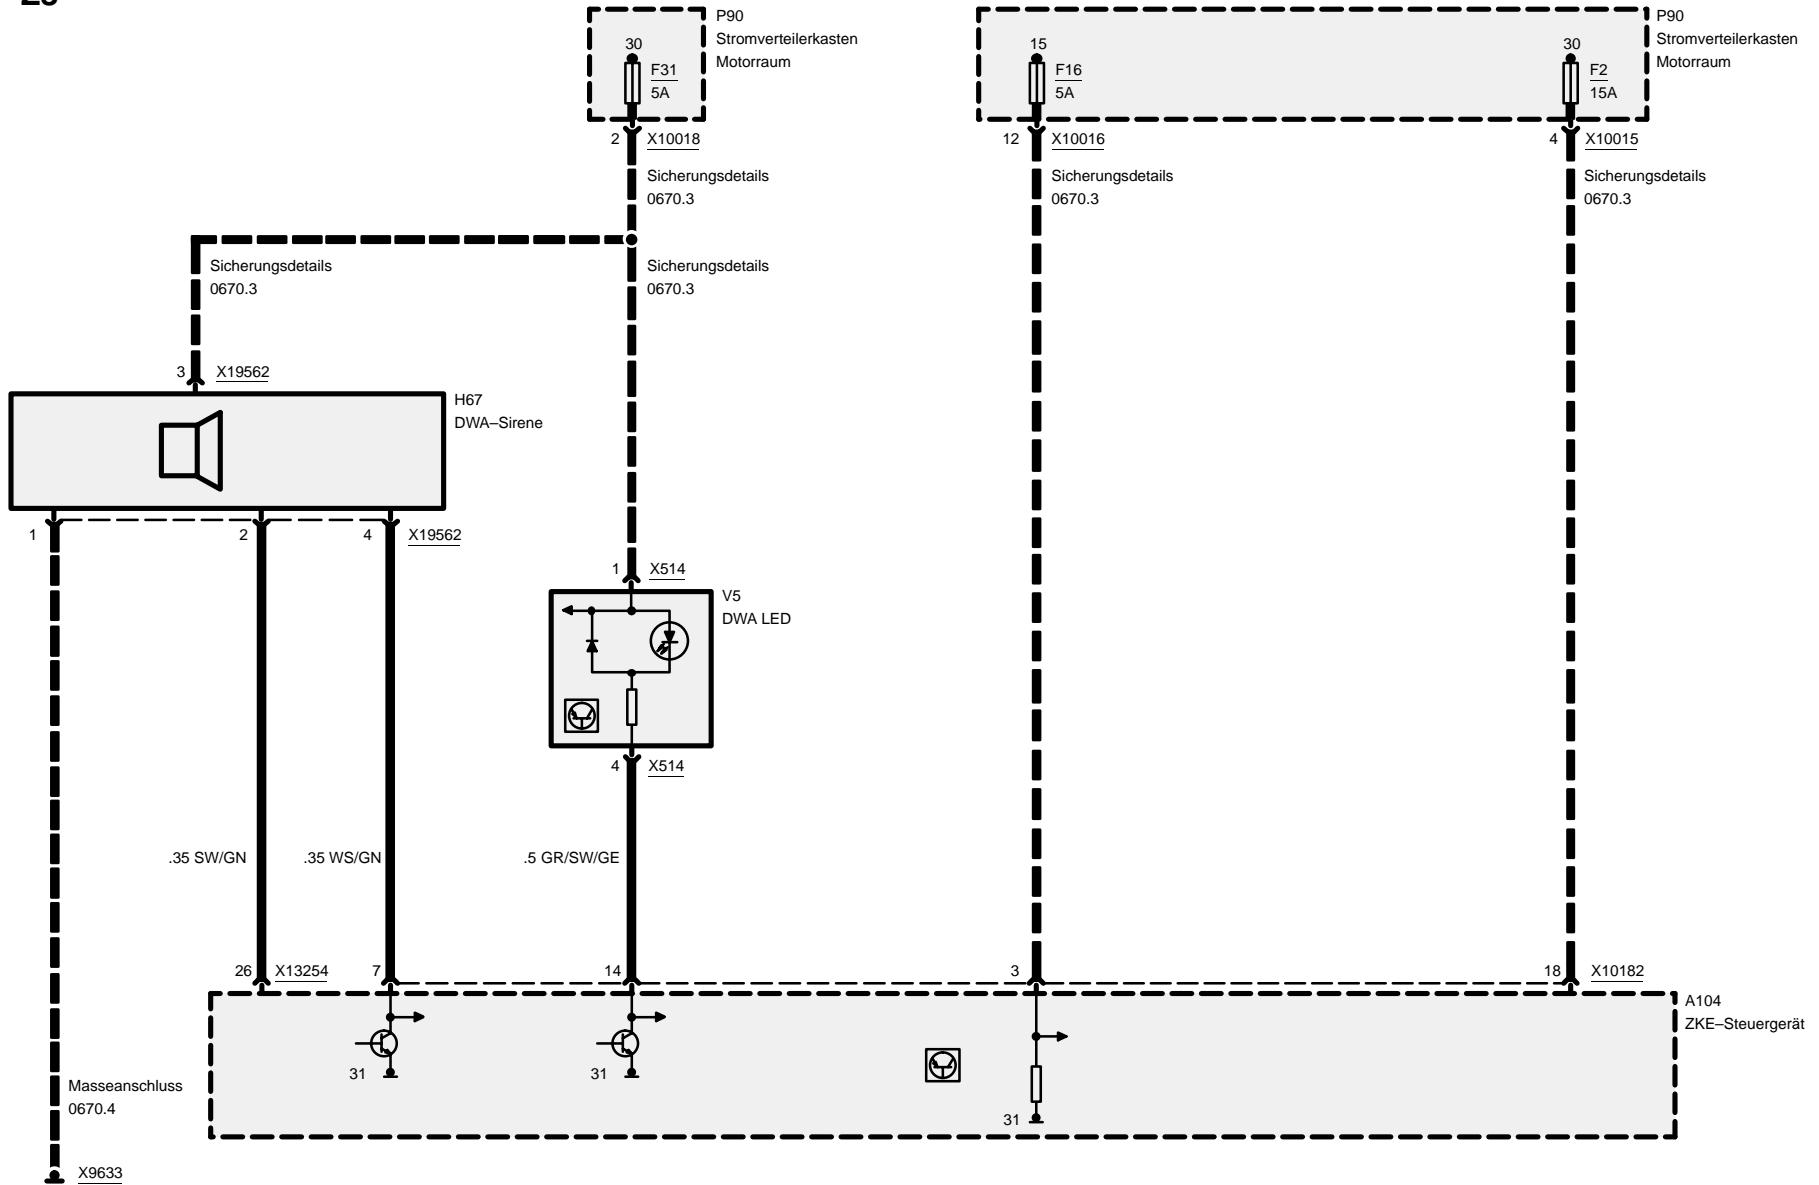 P90
Stromverteilerkasten
Motorraum
30
F31
5A
2 X10018
Sicherungsdetails
0670.3
P90
Stromverteilerkasten
Motorraum
15
F16
5A
30
F2
15A
12 X10016
Sicherungsdetails
0670.3
4 X10015
Sicherungsdetails
0670.3
Sicherungsdetails
0670.3
Sicherungsdetails
0670.3
3 X19562
H67
DWA–Sirene
1 2 4 X19562
1 X514
V5
DWA LED
4 X514
.35 SW/GN .35 WS/GN .5 GR/SW/GE
26 X13254 7 14 3 18 X10182
A104
ZKE–Steuergerät
31 31 31
Masseanschluss
0670.4
X9633